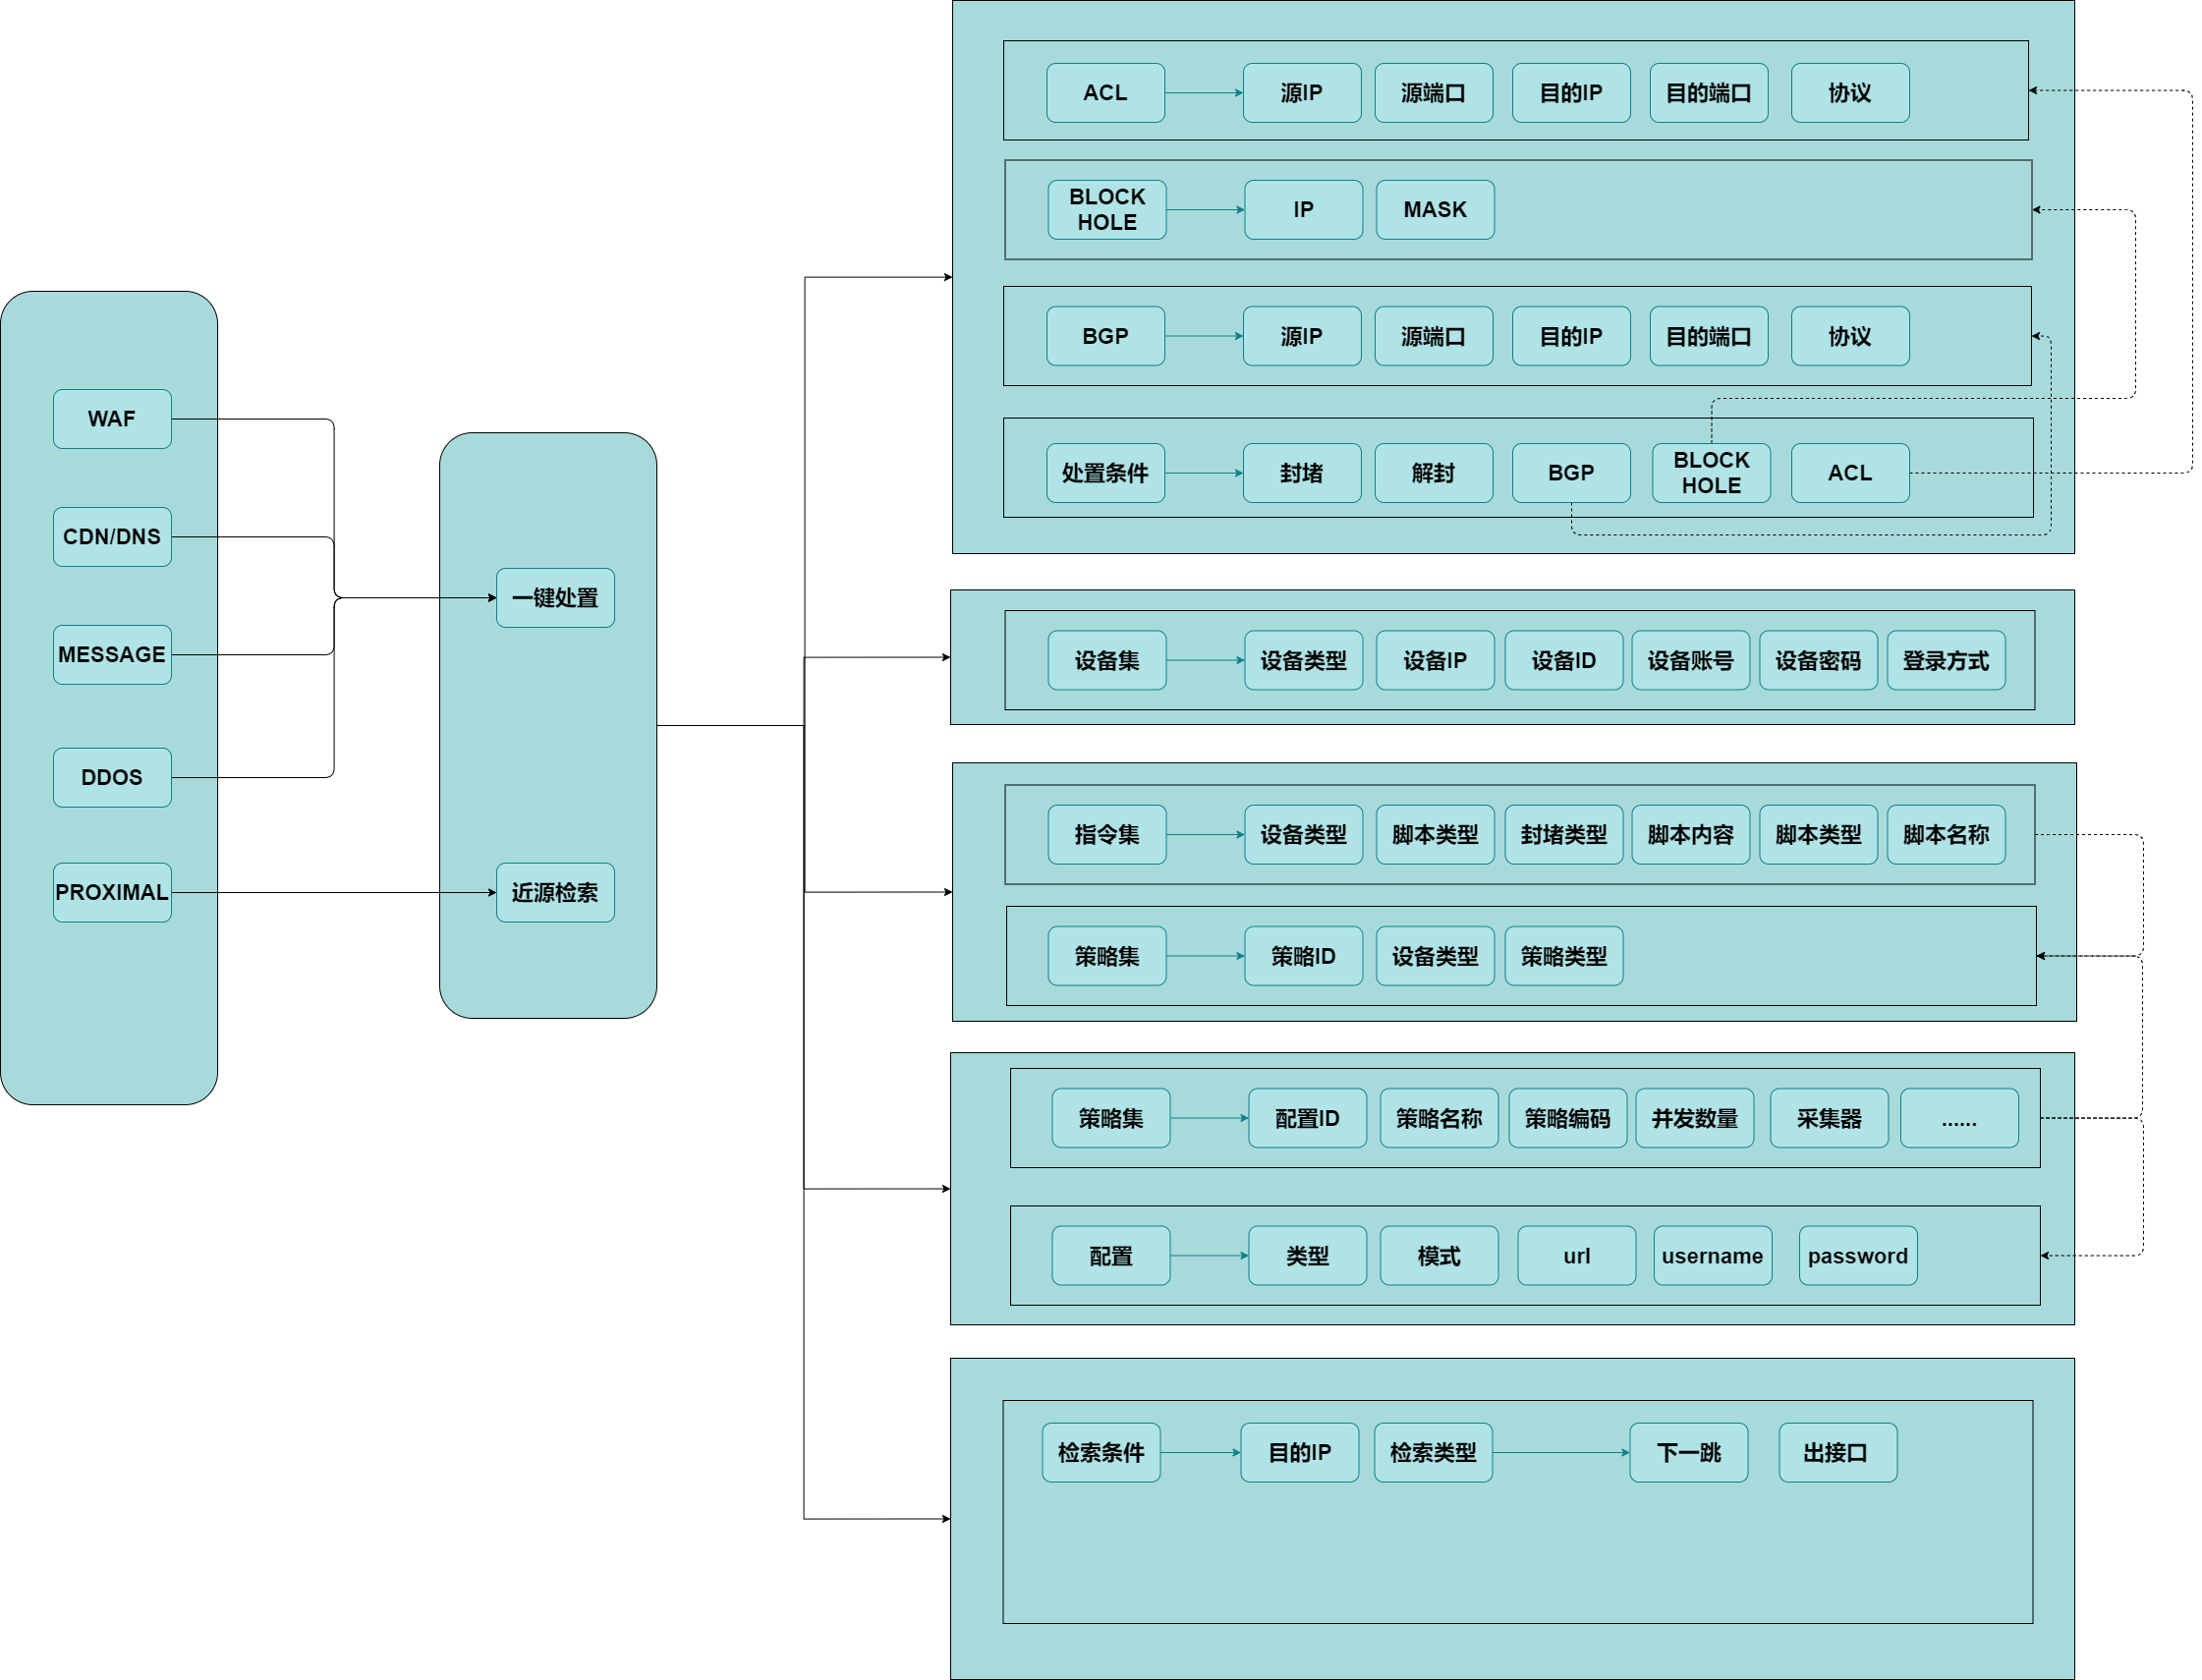 WAF
CDN/DNS
MESSAGE
DDOS
PROXIMAL
一键处置
近源检索
ACL
源IP
源端口
目的IP
目的端口
协议
BLOCK
HOLE
IP
MASK
BGP
源IP
源端口
目的IP
目的端口
协议
处置条件
封堵
解封
BGP
BLOCK
HOLE
ACL
设备集
设备类型
设备IP
设备ID
设备账号
设备密码
登录方式
指令集
设备类型
脚本类型
封堵类型
脚本内容
脚本类型
脚本名称
策略集
策略ID
设备类型
策略类型
策略集
配置ID
策略名称
策略编码
并发数量
采集器
......
配置
类型
模式
url
username
password
检索条件
目的IP
检索类型
下一跳
出接口